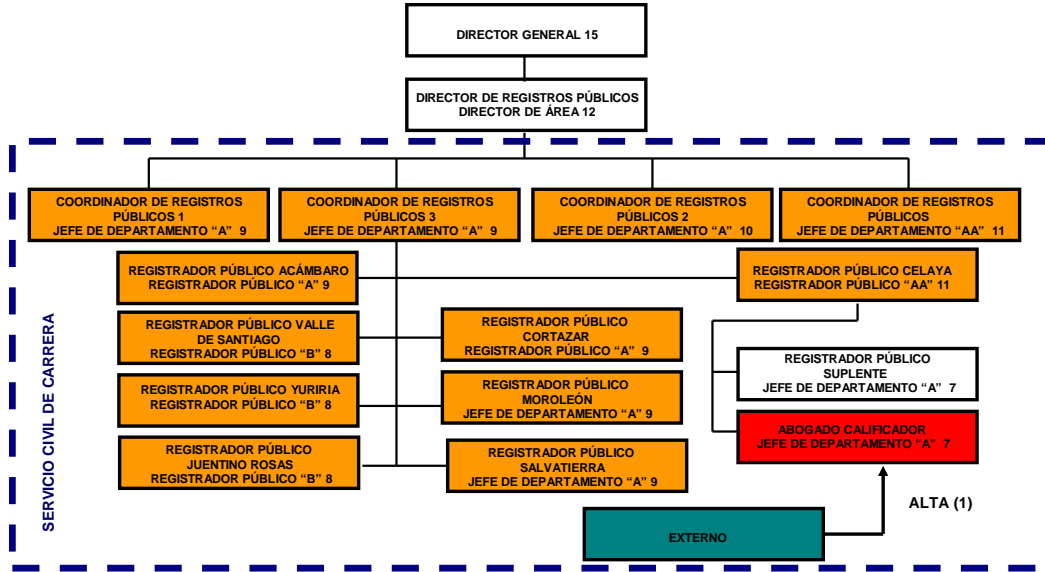 DIRECTOR GENERAL 15
DIRECTOR DE REGISTROS PÚBLICOS
DIRECTOR DE ÁREA 12
COORDINADOR DE REGISTROS
PÚBLICOS 1
JEFE DE DEPARTAMENTO “A” 9
COORDINADOR DE REGISTROS
PÚBLICOS 3
JEFE DE DEPARTAMENTO “A” 9
COORDINADOR DE REGISTROS
PÚBLICOS 2
JEFE DE DEPARTAMENTO “A” 10
COORDINADOR DE REGISTROS
PÚBLICOS
JEFE DE DEPARTAMENTO “AA” 11
REGISTRADOR PÚBLICO ACÁMBARO
REGISTRADOR PÚBLICO “A” 9
REGISTRADOR PÚBLICO CELAYA
REGISTRADOR PÚBLICO “AA” 11
REGISTRADOR PÚBLICO VALLE
DE SANTIAGO
REGISTRADOR PÚBLICO “B” 8
REGISTRADOR PÚBLICO
CORTAZAR
REGISTRADOR PÚBLICO “A” 9
REGISTRADOR PÚBLICO
SUPLENTE
JEFE DE DEPARTAMENTO “A” 7
REGISTRADOR PÚBLICO YURIRIA
REGISTRADOR PÚBLICO “B” 8
REGISTRADOR PÚBLICO
MOROLEÓN
JEFE DE DEPARTAMENTO “A” 9
ABOGADO CALIFICADOR
JEFE DE DEPARTAMENTO “A” 7
REGISTRADOR PÚBLICO
JUENTINO ROSAS
REGISTRADOR PÚBLICO “B” 8
REGISTRADOR PÚBLICO
SALVATIERRA
JEFE DE DEPARTAMENTO “A” 9
ALTA (1)
EXTERNO
SERVICIO CIVIL DE CARRERA